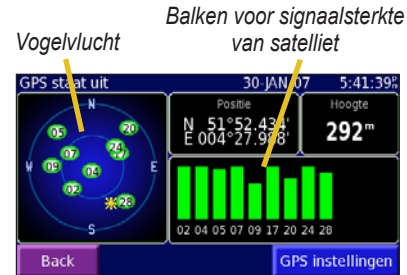 Balken voor signaalsterkte
van satelliet
Vogelvlucht
GPS staat uit
30-JAN-07
5:41:39
N
W
E
S
05
20
24
07
09
04
02
28
Positie
N 51°52.434'
E 004°27.988'
Hoogte
292m
02 04 05 07 09 17 20 24 28
Back
GPS instellingen